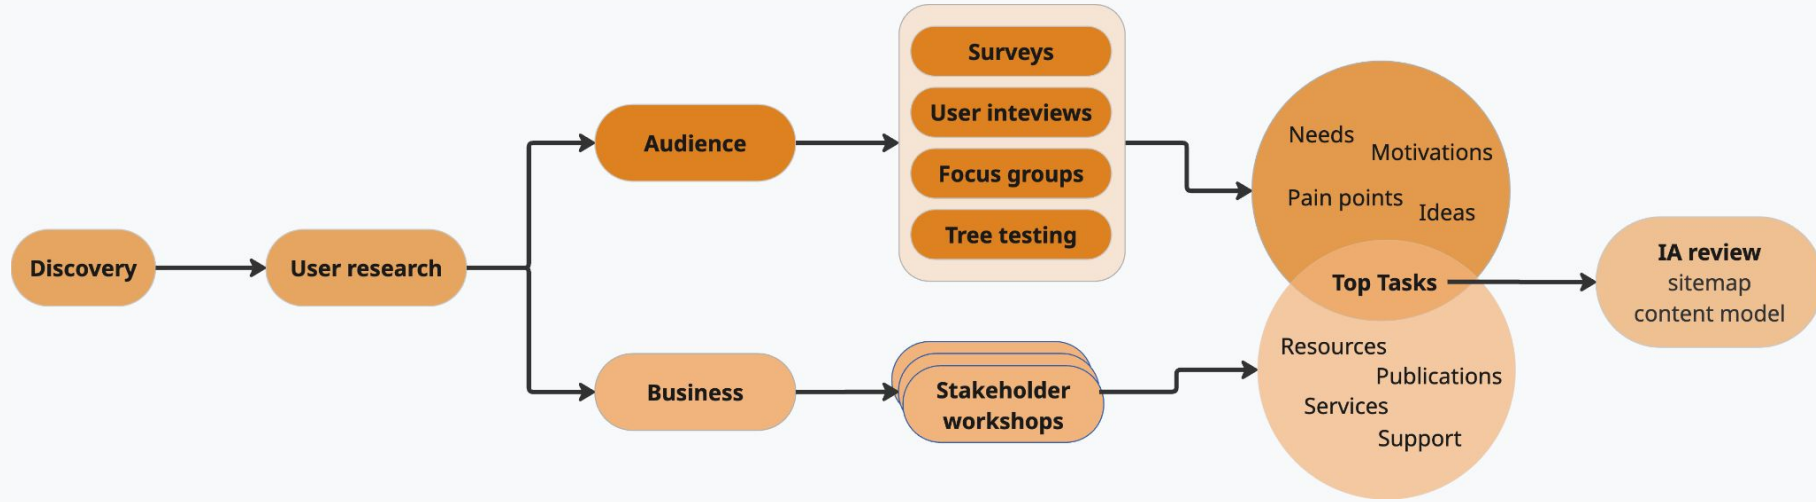 Discovery
User research
Audience
Surveys
User inteviews
Focus groups
Tree testing
Business
Stakeholder
workshops
Needs
Motivations
Pain points
Ideas
Top Tasks
Resources
Publications
Services
Support
IA review
sitemap
content model